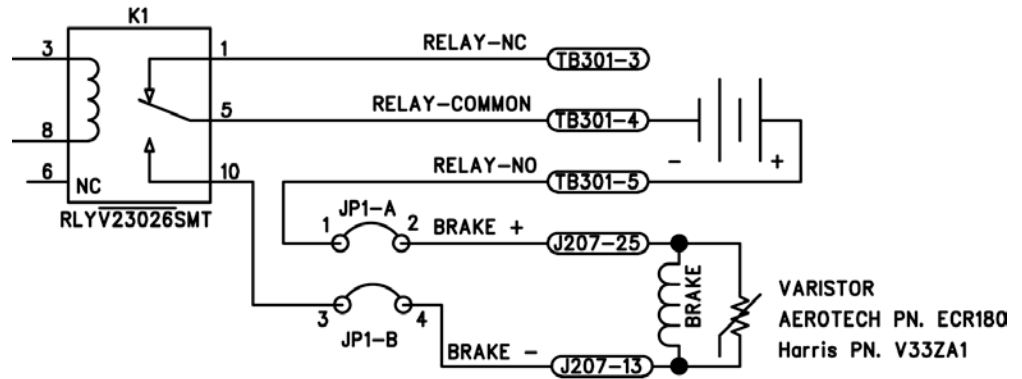 K1
3
1
RELAY-NC
TB301-3
RELAY-COMMON
5
TB301-4
8
- +
6
NC
10
RELAY-NO
TB301-5
RLYV23026SMT
JP1-A
1
2
BRAKE +
J207-25
BRAKE
VARISTOR
AEROTECH PN. ECR180
Harris PN. V33ZA1
3
4
JP1-B
BRAKE -
J207-13